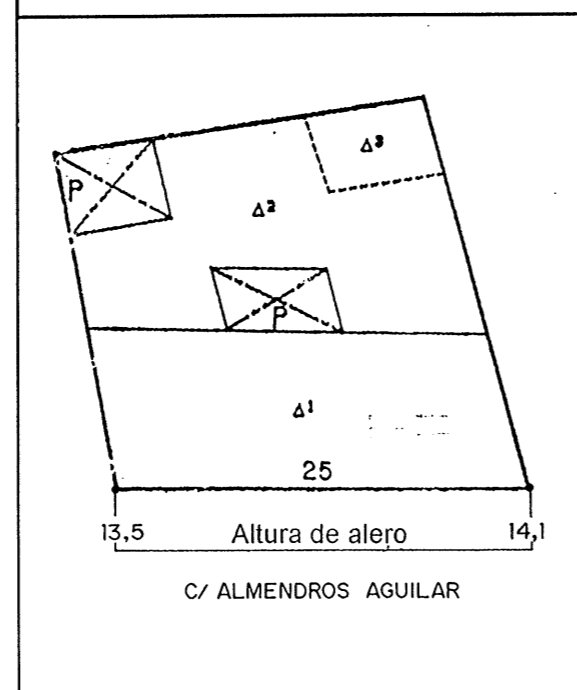 Δ³
P
Δ²
P
Δ¹
25
13,5 Altura de alero 14,1
C/ ALMENDROS AGUILAR